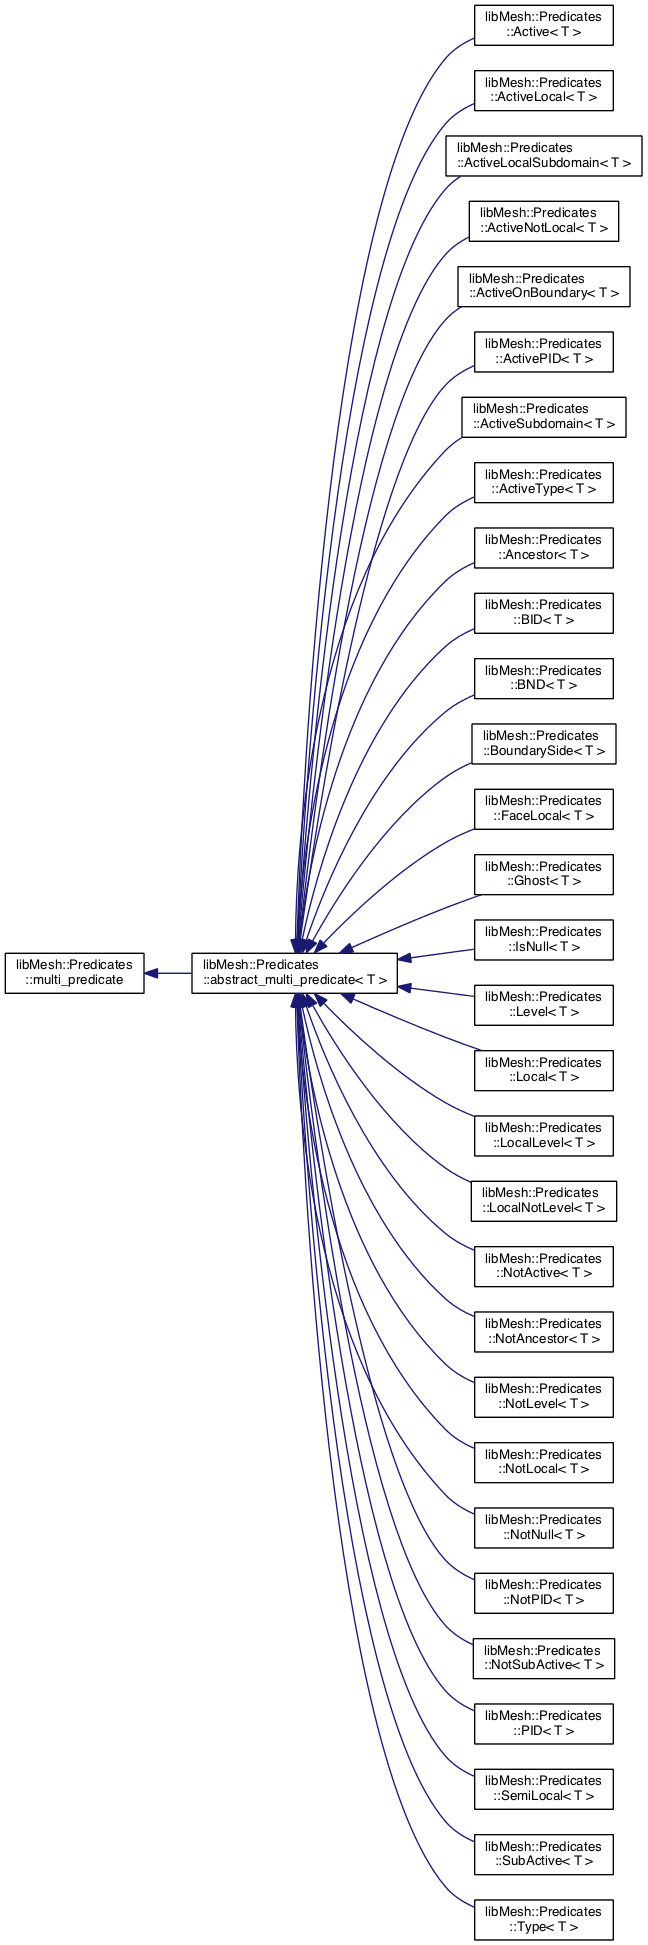 libMesh::Predicates
::Active< T >
libMesh::Predicates
::ActiveLocal< T >
libMesh::Predicates
::ActiveLocalSubdomain< T >
libMesh::Predicates
::ActiveNotLocal< T >
libMesh::Predicates
::ActiveOnBoundary< T >
libMesh::Predicates
::ActivePID< T >
libMesh::Predicates
::ActiveSubdomain< T >
libMesh::Predicates
::ActiveType< T >
libMesh::Predicates
::Ancestor< T >
libMesh::Predicates
::BID< T >
libMesh::Predicates
::BND< T >
libMesh::Predicates
::BoundarySide< T >
libMesh::Predicates
::FaceLocal< T >
libMesh::Predicates
::Ghost< T >
libMesh::Predicates
::IsNull< T >
libMesh::Predicates
::multi_predicate
libMesh::Predicates
::abstract_multi_predicate< T >
libMesh::Predicates
::Level< T >
libMesh::Predicates
::Local< T >
libMesh::Predicates
::LocalLevel< T >
libMesh::Predicates
::LocalNotLevel< T >
libMesh::Predicates
::NotActive< T >
libMesh::Predicates
::NotAncestor< T >
libMesh::Predicates
::NotLevel< T >
libMesh::Predicates
::NotLocal< T >
libMesh::Predicates
::NotNull< T >
libMesh::Predicates
::NotPID< T >
libMesh::Predicates
::NotSubActive< T >
libMesh::Predicates
::PID< T >
libMesh::Predicates
::SemiLocal< T >
libMesh::Predicates
::SubActive< T >
libMesh::Predicates
::Type< T >